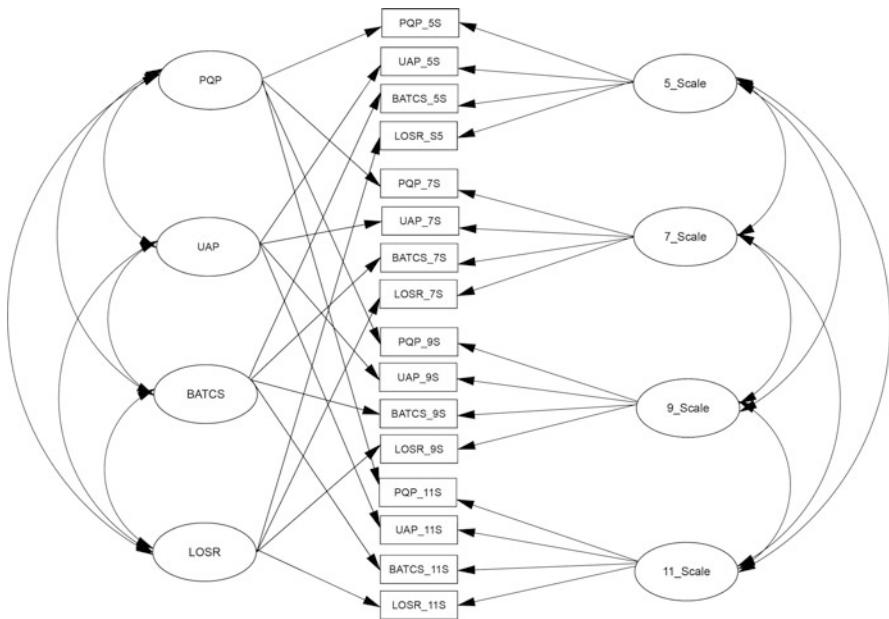 PQP
UAP
BATCS
LOSR
PQP_5S
UAP_5S
BATCS_5S
LOSR_S5
PQP_7S
UAP_7S
BATCS_7S
LOSR_7S
PQP_9S
UAP_9S
BATCS_9S
LOSR_9S
PQP_11S
UAP_11S
BATCS_11S
LOSR_11S
5_Scale
7_Scale
9_Scale
11_Scale